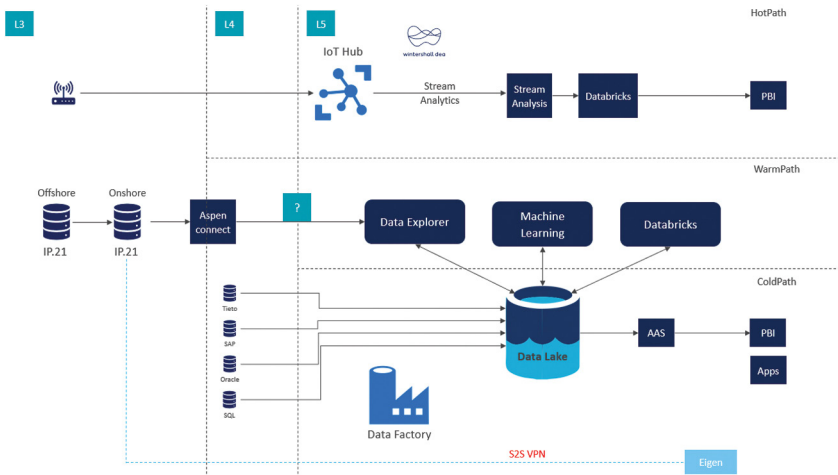 L3
L4
L5
HotPath
IoT Hub
wintershall dea
Stream
Analytics
Stream
Analysis
Databricks
PBI
WarmPath
Offshore
Onshore
IP.21
IP.21
Aspen
connect
?
Data Explorer
Machine
Learning
Databricks
ColdPath
Tieto
SAP
Oracle
SQL
Data Lake
AAS
PBI
Apps
Data Factory
S2S VPN
Eigen